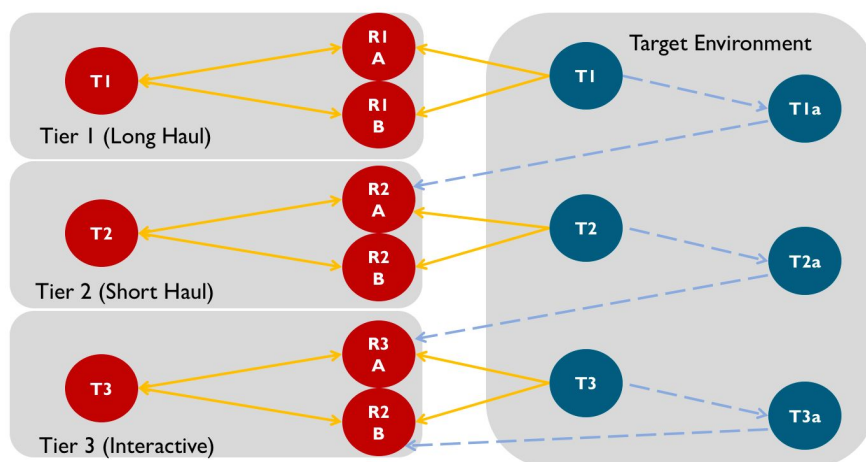 T1
R1
A
R1
B
Tier 1 (Long Haul)
T2
R2
A
R2
B
Tier 2 (Short Haul)
T3
R3
A
R2
B
Tier 3 (Interactive)
Target Environment
T1
T1a
T2
T2a
T3
T3a